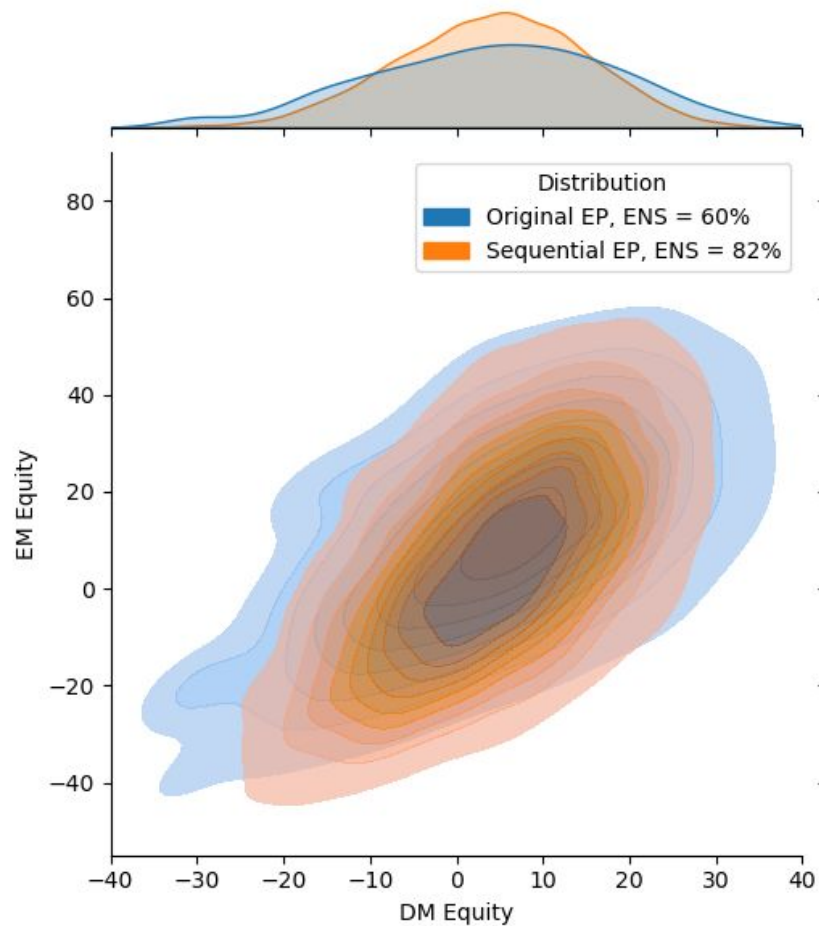 Distribution
Original EP, ENS = 60%
Sequential EP, ENS = 82%
80
60
40
20
0
−20
−40
EM Equity
−40 −30 −20 −10 0 10 20 30 40
DM Equity